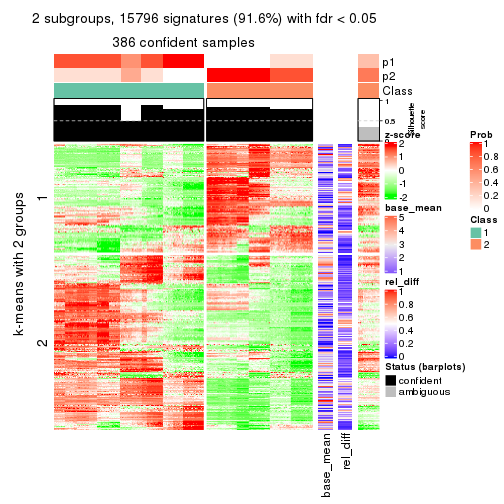 2 subgroups, 15796 signatures (91.6%) with fdr < 0.05
386 confident samples
p1
p2
Class
1
0.5
0
Silhouette
score
k-means with 2 groups
1
2
base_mean
rel_diff
z-score
2
1
0
-1
-2
base_mean
5
4
3
2
1
rel_diff
1
0.8
0.6
0.4
0.2
0
Status (barplots)
confident
ambiguous
Prob
1
0.8
0.6
0.4
0.2
0
Class
1
2